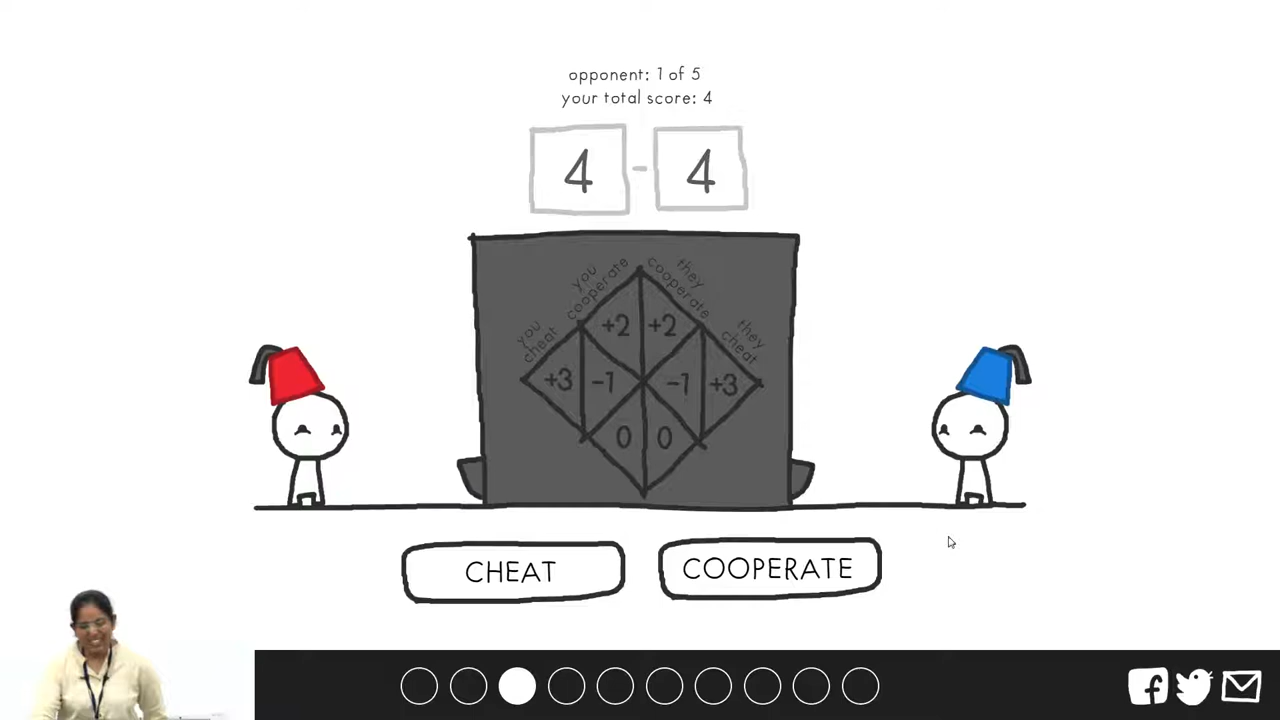 opponent: 1 of 5
your total score: 4
4 - 4
you cheat
you cooperate
they cooperate
they cheat
+2 +2
+3 -1 -1 +3
0 0
CHEAT
COOPERATE